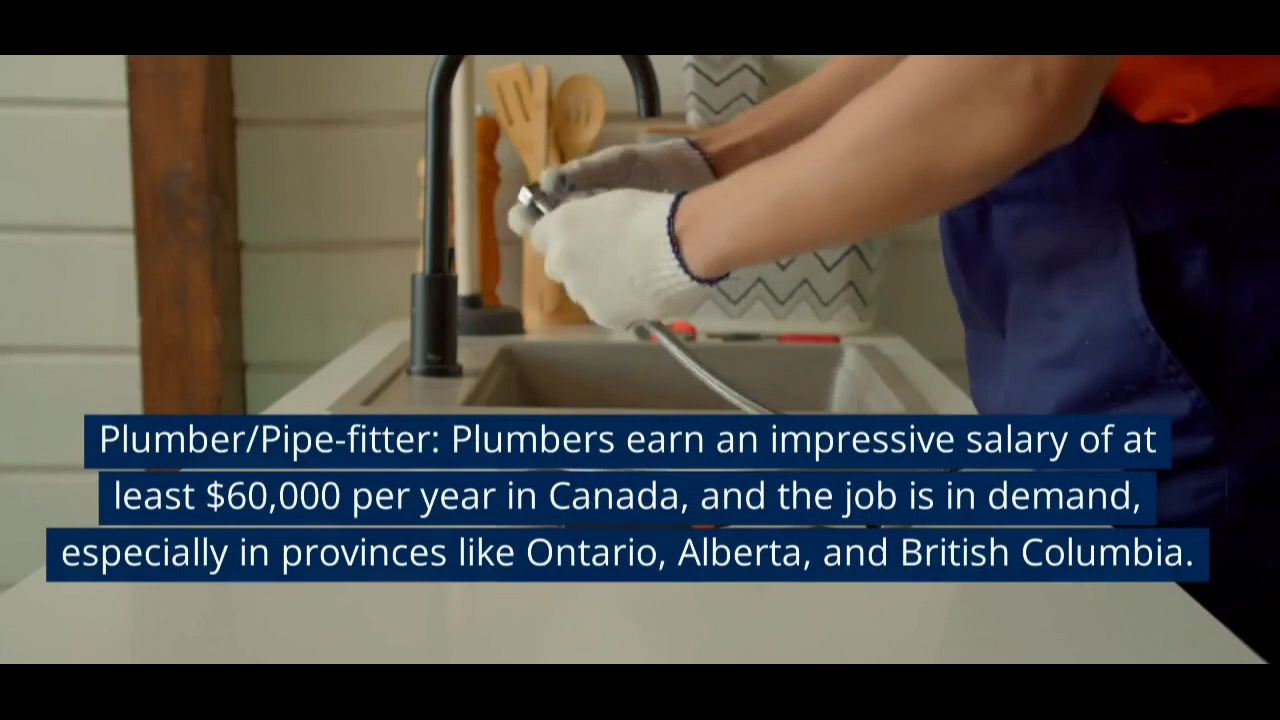 Plumber/Pipe-fitter: Plumbers earn an impressive salary of at
least $60,000 per year in Canada, and the job is in demand,
especially in provinces like Ontario, Alberta, and British Columbia.